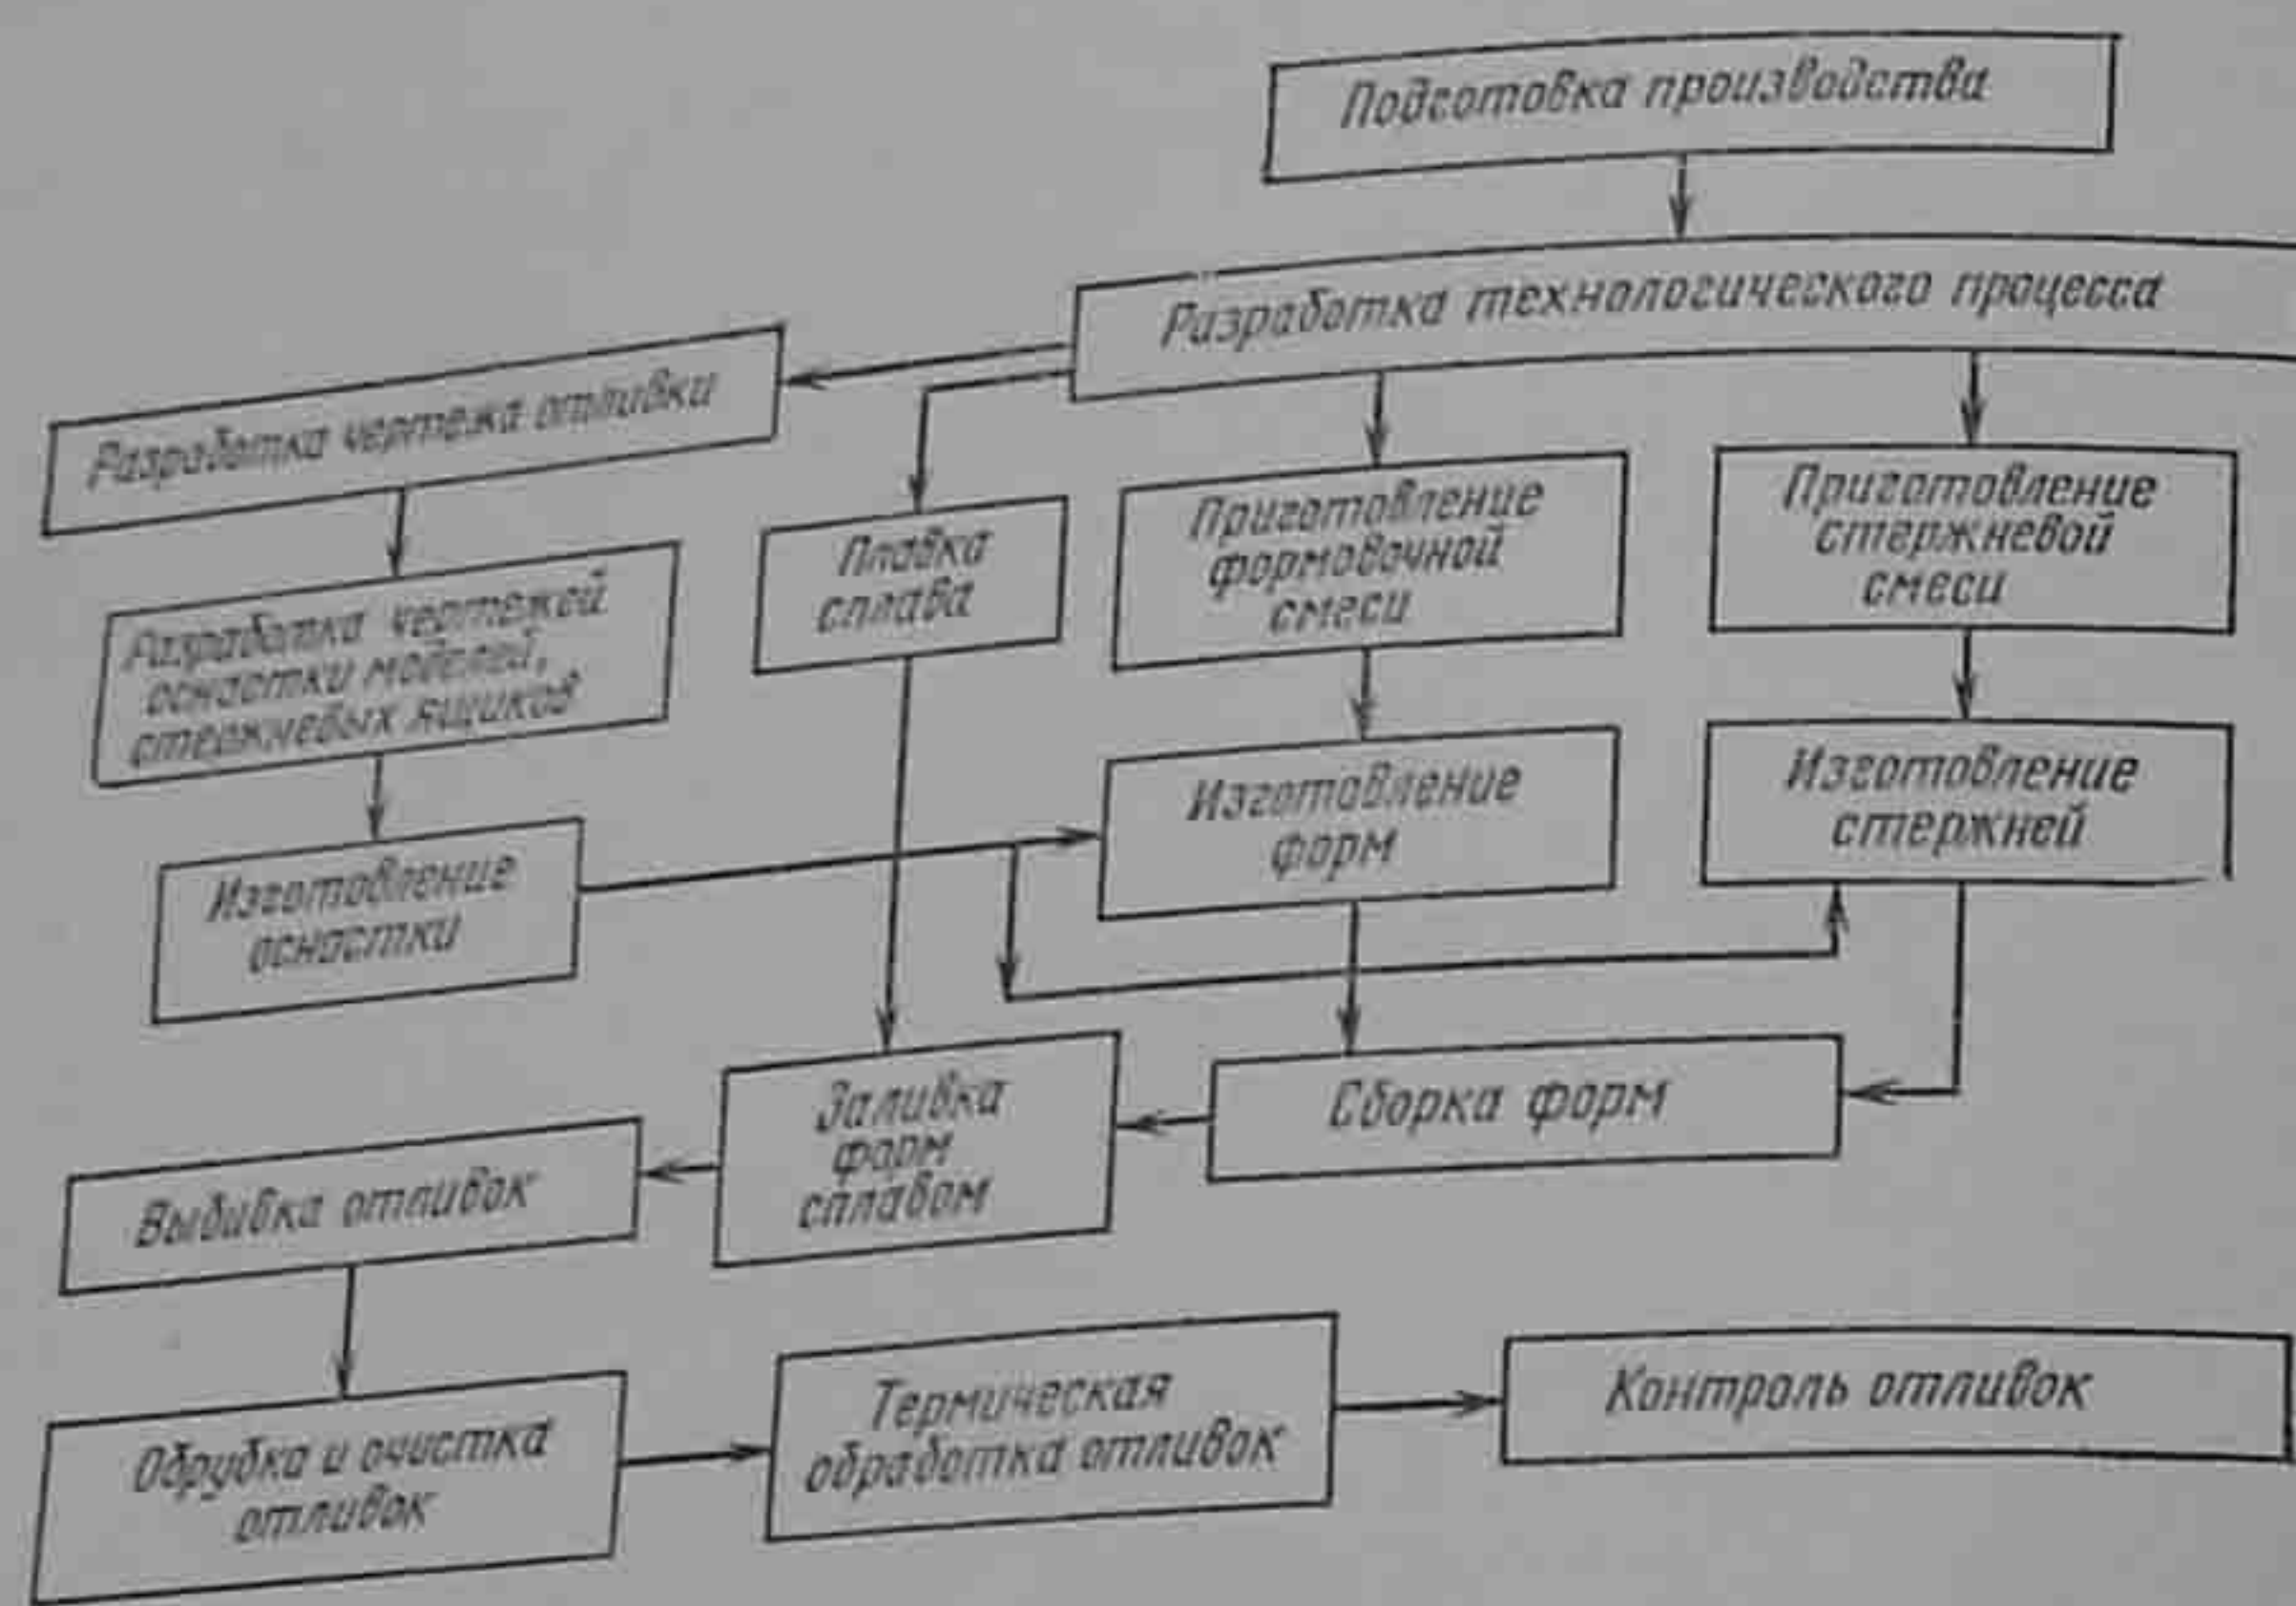 Подготовка производства
Разработка технологического процесса
Разработка чертежа отливки
Разработка чертежей
оснастки моделей,
стержневых ящиков
Плавка
сплава
Приготовление
формовочной
смеси
Приготовление
стержневой
смеси
Изготовление
оснастки
Изготовление
форм
Изготовление
стержней
Выбивка отливок
Заливка
форм
сплавом
Сборка форм
Обрубка и очистка
отливок
Термическая
обработка отливок
Контроль отливок